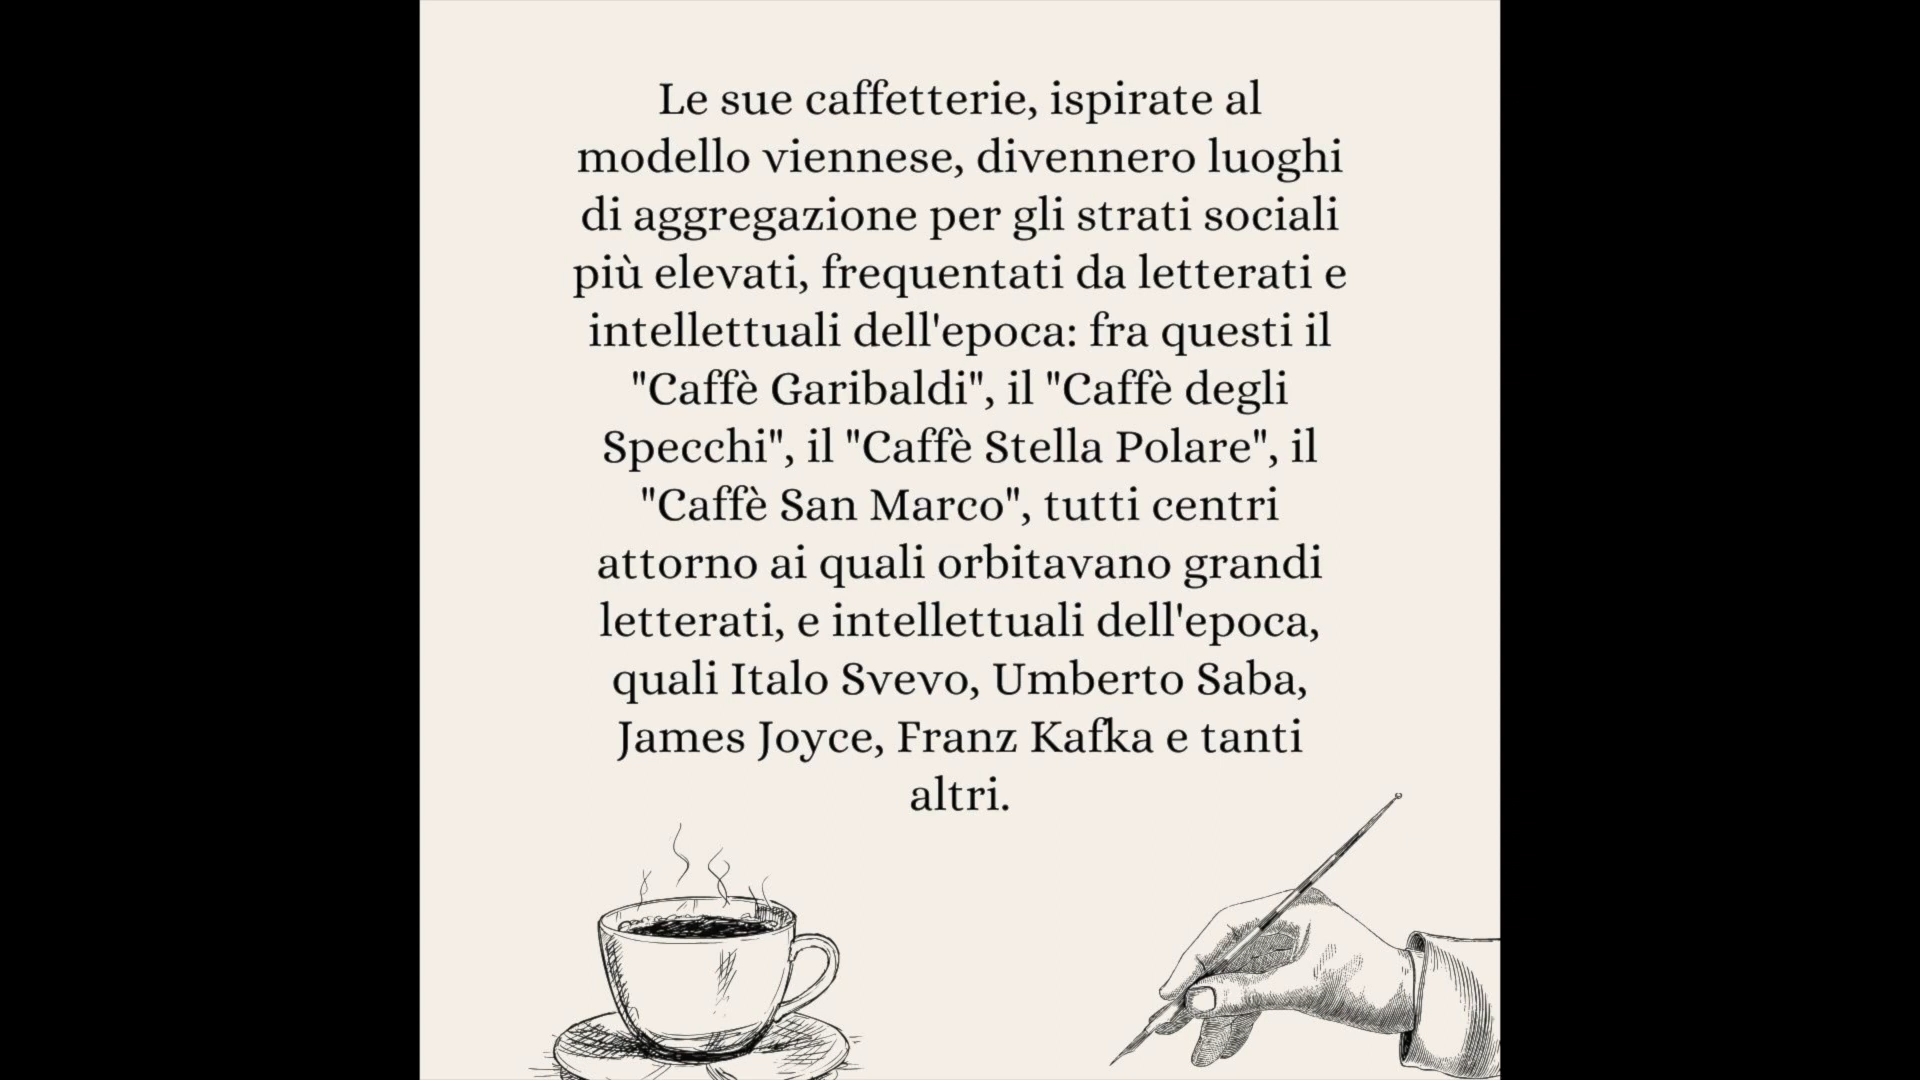 Le sue caffetterie, ispirate al
modello viennese, divennero luoghi
di aggregazione per gli strati sociali
più elevati, frequentati da letterati e
intellettuali dell'epoca: fra questi il
"Caffè Garibaldi", il "Caffè degli
Specchi", il "Caffè Stella Polare", il
"Caffè San Marco", tutti centri
attorno ai quali orbitavano grandi
letterati, e intellettuali dell'epoca,
quali Italo Svevo, Umberto Saba,
James Joyce, Franz Kafka e tanti
altri.